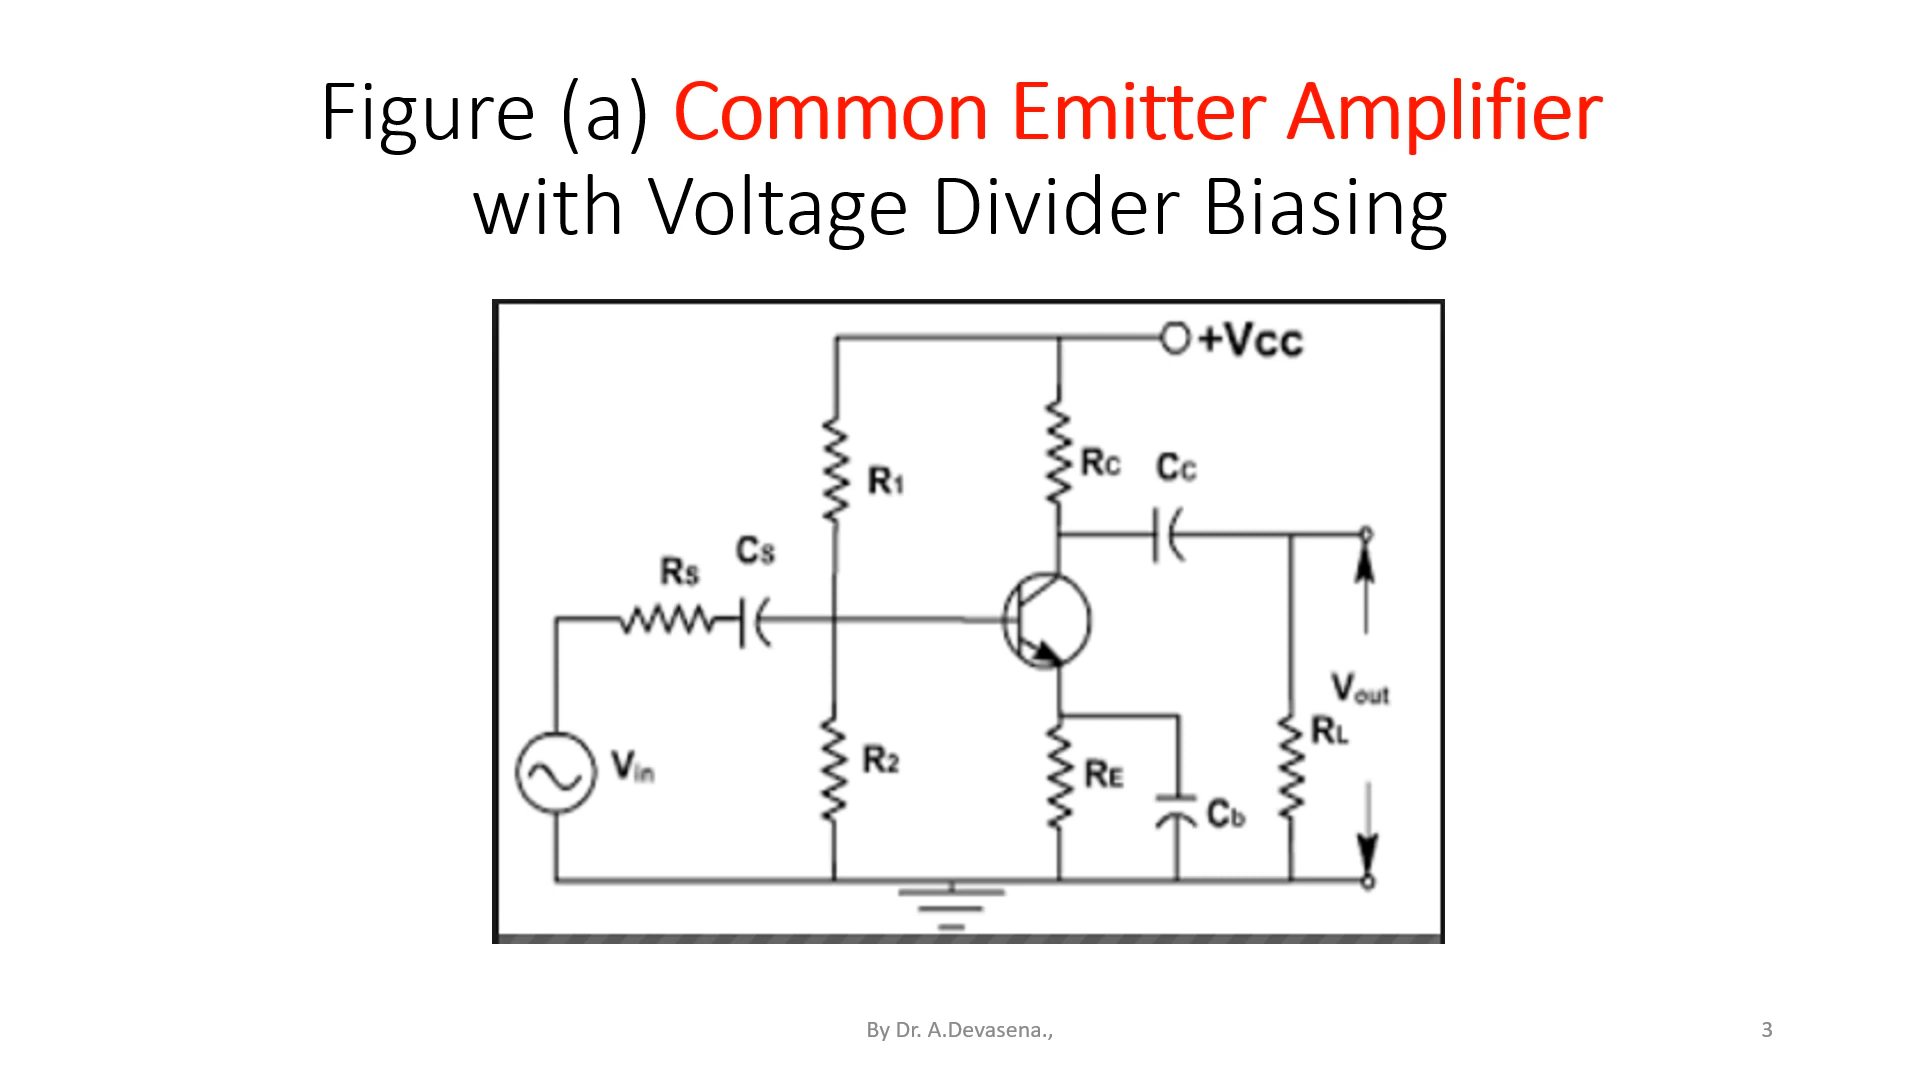 Figure (a) Common Emitter Amplifier
with Voltage Divider Biasing
+Vcc
R1
Rc
Cc
Rs
Cs
Vout
RL
Vin
R2
RE
Cb
By Dr. A.Devasena.,
3